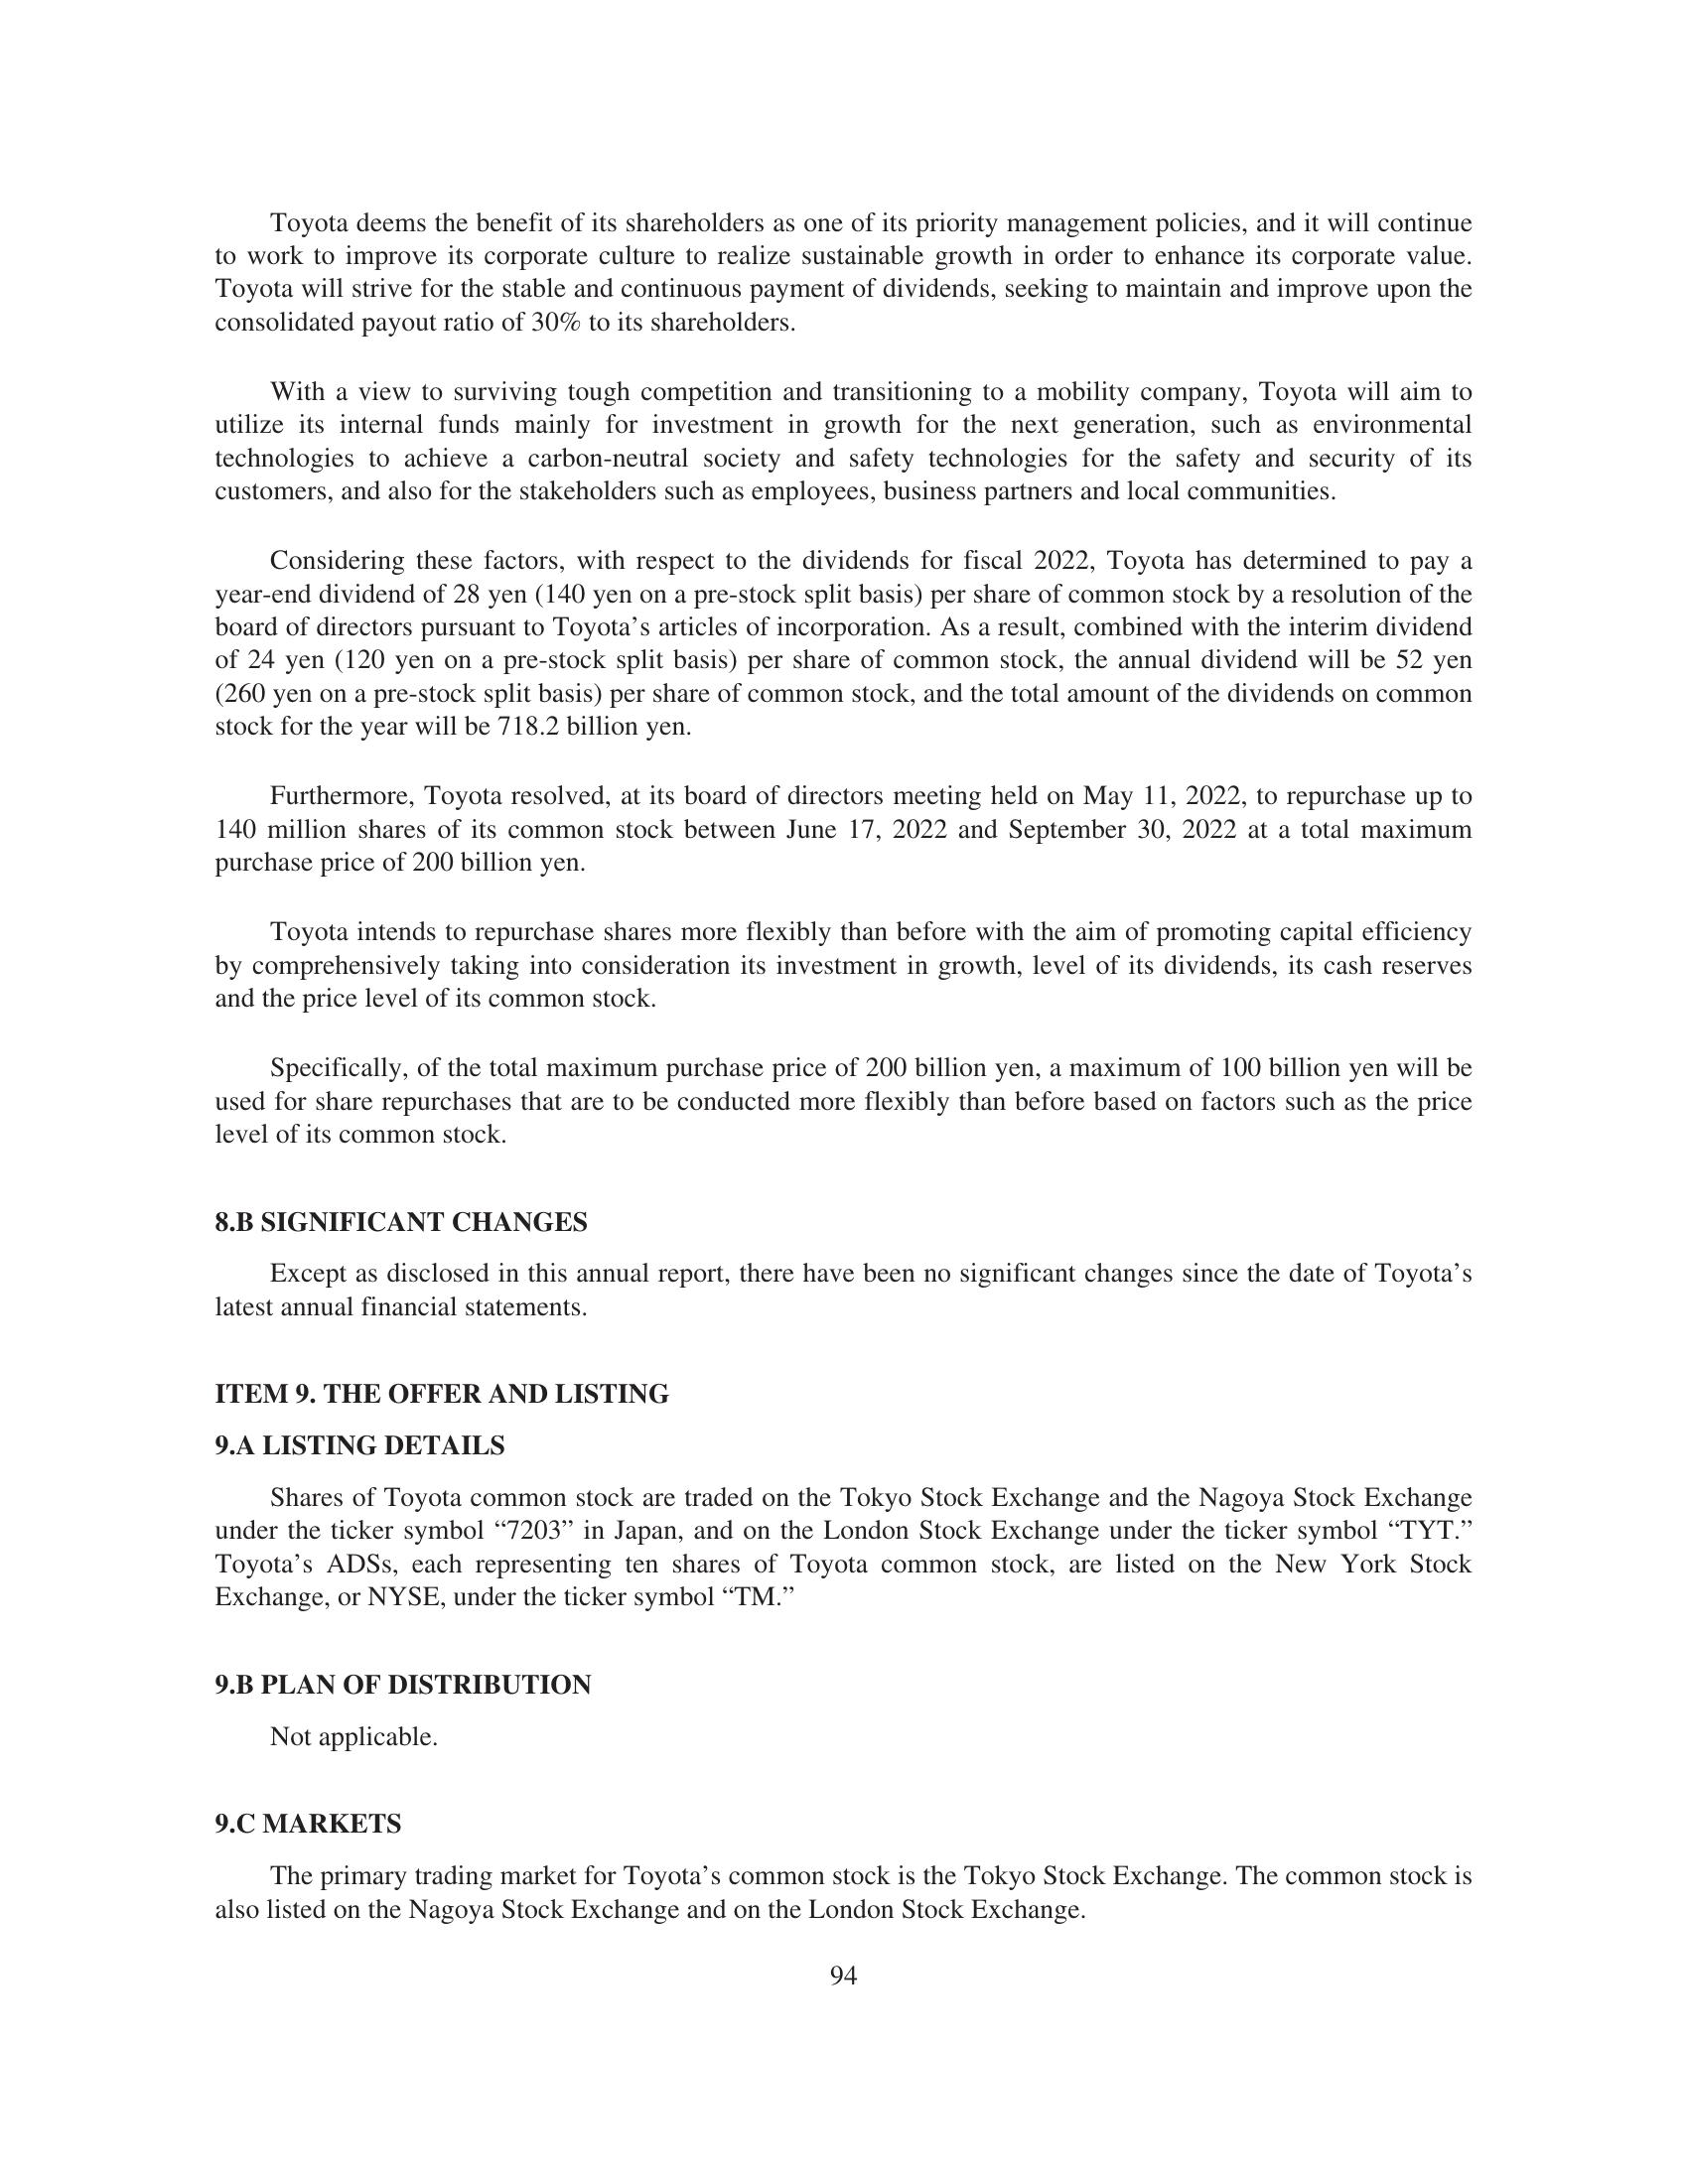 Toyota deems the benefit of its shareholders as one of its priority management policies, and it will continue
to work to improve its corporate culture to realize sustainable growth in order to enhance its corporate value.
Toyota will strive for the stable and continuous payment of dividends, seeking to maintain and improve upon the
consolidated payout ratio of 30% to its shareholders.
With a view to surviving tough competition and transitioning to a mobility company, Toyota will aim to
utilize its internal funds mainly for investment in growth for the next generation, such as environmental
technologies to achieve a carbon-neutral society and safety technologies for the safety and security of its
customers, and also for the stakeholders such as employees, business partners and local communities.
Considering these factors, with respect to the dividends for fiscal 2022, Toyota has determined to pay a
year-end dividend of 28 yen (140 yen on a pre-stock split basis) per share of common stock by a resolution of the
board of directors pursuant to Toyota’s articles of incorporation. As a result, combined with the interim dividend
of 24 yen (120 yen on a pre-stock split basis) per share of common stock, the annual dividend will be 52 yen
(260 yen on a pre-stock split basis) per share of common stock, and the total amount of the dividends on common
stock for the year will be 718.2 billion yen.
Furthermore, Toyota resolved, at its board of directors meeting held on May 11, 2022, to repurchase up to
140 million shares of its common stock between June 17, 2022 and September 30, 2022 at a total maximum
purchase price of 200 billion yen.
Toyota intends to repurchase shares more flexibly than before with the aim of promoting capital efficiency
by comprehensively taking into consideration its investment in growth, level of its dividends, its cash reserves
and the price level of its common stock.
Specifically, of the total maximum purchase price of 200 billion yen, a maximum of 100 billion yen will be
used for share repurchases that are to be conducted more flexibly than before based on factors such as the price
level of its common stock.
8.B SIGNIFICANT CHANGES
Except as disclosed in this annual report, there have been no significant changes since the date of Toyota’s
latest annual financial statements.
ITEM 9. THE OFFER AND LISTING
9.A LISTING DETAILS
Shares of Toyota common stock are traded on the Tokyo Stock Exchange and the Nagoya Stock Exchange
under the ticker symbol “7203” in Japan, and on the London Stock Exchange under the ticker symbol “TYT.”
Toyota’s ADSs, each representing ten shares of Toyota common stock, are listed on the New York Stock
Exchange, or NYSE, under the ticker symbol “TM.”
9.B PLAN OF DISTRIBUTION
Not applicable.
9.C MARKETS
The primary trading market for Toyota’s common stock is the Tokyo Stock Exchange. The common stock is
also listed on the Nagoya Stock Exchange and on the London Stock Exchange.
94